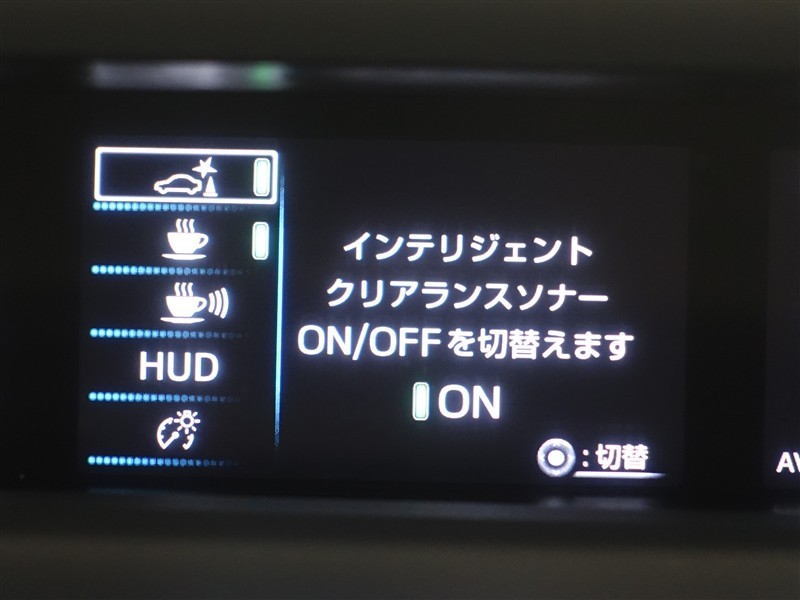 HUD
インテリジェント
クリアランスソナー
ON/OFFを切替えます
ON
:切替